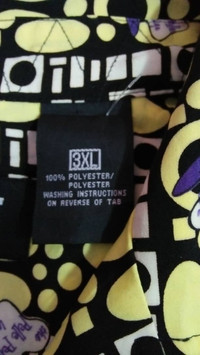 3XL
100% POLYESTER/
POLYESTER
WASHING INSTRUCTIONS
ON REVERSE OF TAB